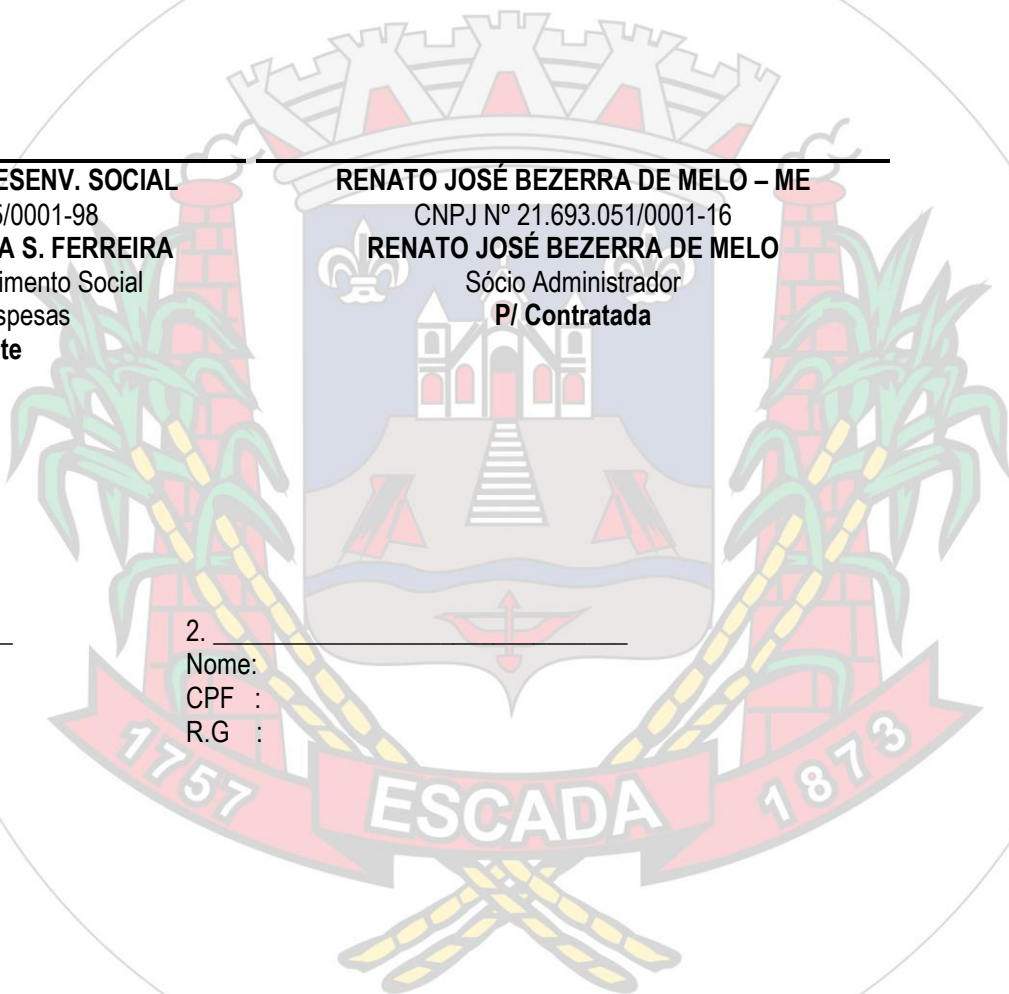 ESENV. SOCIAL
5/0001-98
A S. FERREIRA
imento Social
spesas
te
RENATO JOSÉ BEZERRA DE MELO – ME
CNPJ Nº 21.693.051/0001-16
RENATO JOSÉ BEZERRA DE MELO
Sócio Administrador
P/ Contratada
2. ________________________________
Nome:
CPF :
R.G :
1757 ESCADA 1873